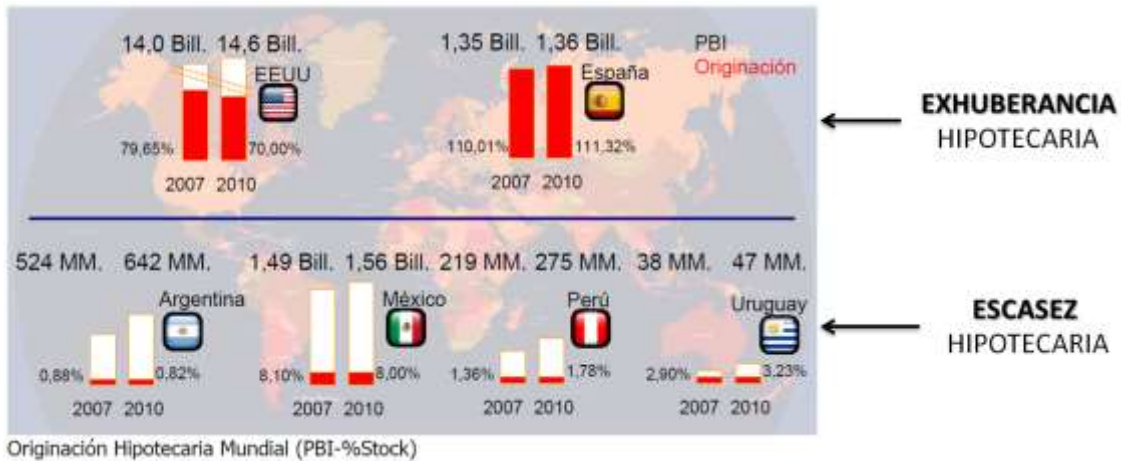 14,0 Bill. 14,6 Bill. 1,35 Bill. 1,36 Bill. PBI
Originación
EEUU España
79,65% 70,00% 110,01% 111,32%
2007 2010 2007 2010
EXHUBERANCIA
HIPOTECARIA
524 MM. 642 MM. 1,49 Bill. 1,56 Bill. 219 MM. 275 MM. 38 MM. 47 MM.
Argentina México Perú Uruguay
0,88% 0,82% 8,10% 8,00% 1,36% 1,78% 2,90% 3,23%
2007 2010 2007 2010 2007 2010 2007 2010
ESCASEZ
HIPOTECARIA
Originación Hipotecaria Mundial (PBI-%Stock)